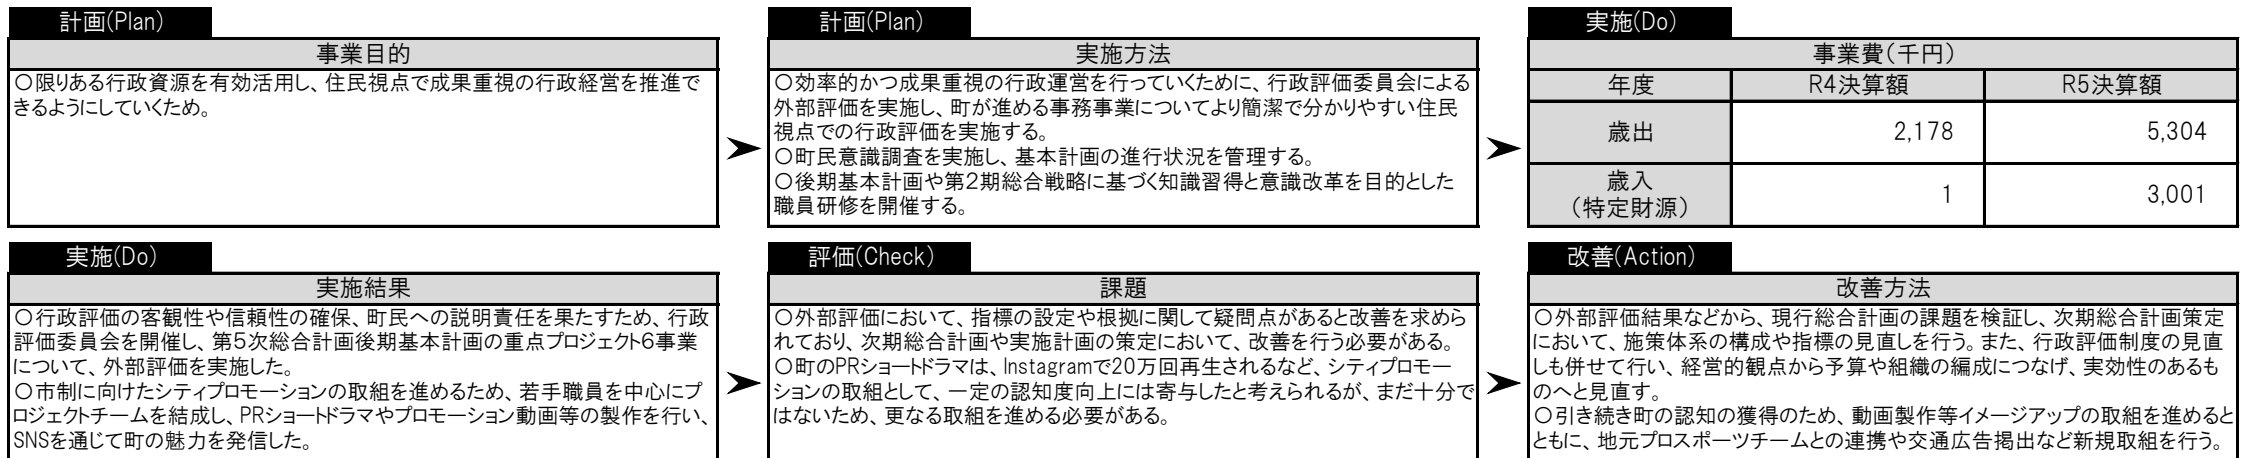 計画(Plan)
事業目的
○限りある行政資源を有効活用し、住民視点で成果重視の行政経営を推進で
きるようにしていくため。
計画(Plan)
実施方法
○効率的かつ成果重視の行政運営を行っていくために、行政評価委員会による
外部評価を実施し、町が進める事務事業についてより簡潔で分かりやすい住民
視点での行政評価を実施する。
○町民意識調査を実施し、基本計画の進行状況を管理する。
○後期基本計画や第2期総合戦略に基づく知識習得と意識改革を目的とした
職員研修を開催する。
実施(Do)
事業費(千円)
年度 R4決算額 R5決算額
歳出 2,178 5,304
歳入
(特定財源) 1 3,001
実施(Do)
実施結果
○行政評価の客観性や信頼性の確保、町民への説明責任を果たすため、行政
評価委員会を開催し、第5次総合計画後期基本計画の重点プロジェクト6事業
について、外部評価を実施した。
○市制に向けたシティプロモーションの取組を進めるため、若手職員を中心にプ
ロジェクトチームを結成し、PRショートドラマやプロモーション動画等の製作を行い、
SNSを通じて町の魅力を発信した。
評価(Check)
課題
○外部評価において、指標の設定や根拠に関して疑問点があると改善を求めら
れており、次期総合計画や実施計画の策定において、改善を行う必要がある。
○町のPRショートドラマは、Instagramで20万回再生されるなど、シティプロモー
ションの取組として、一定の認知度向上には寄与したと考えられるが、まだ十分で
はないため、更なる取組を進める必要がある。
改善(Action)
改善方法
○外部評価結果などから、現行総合計画の課題を検証し、次期総合計画策定
において、施策体系の構成や指標の見直しを行う。また、行政評価制度の見直
しも併せて行い、経営的観点から予算や組織の編成につなげ、実効性のあるも
のへと見直す。
○引き続き町の認知の獲得のため、動画製作等イメージアップの取組を進めると
ともに、地元プロスポーツチームとの連携や交通広告掲出など新規取組を行う。